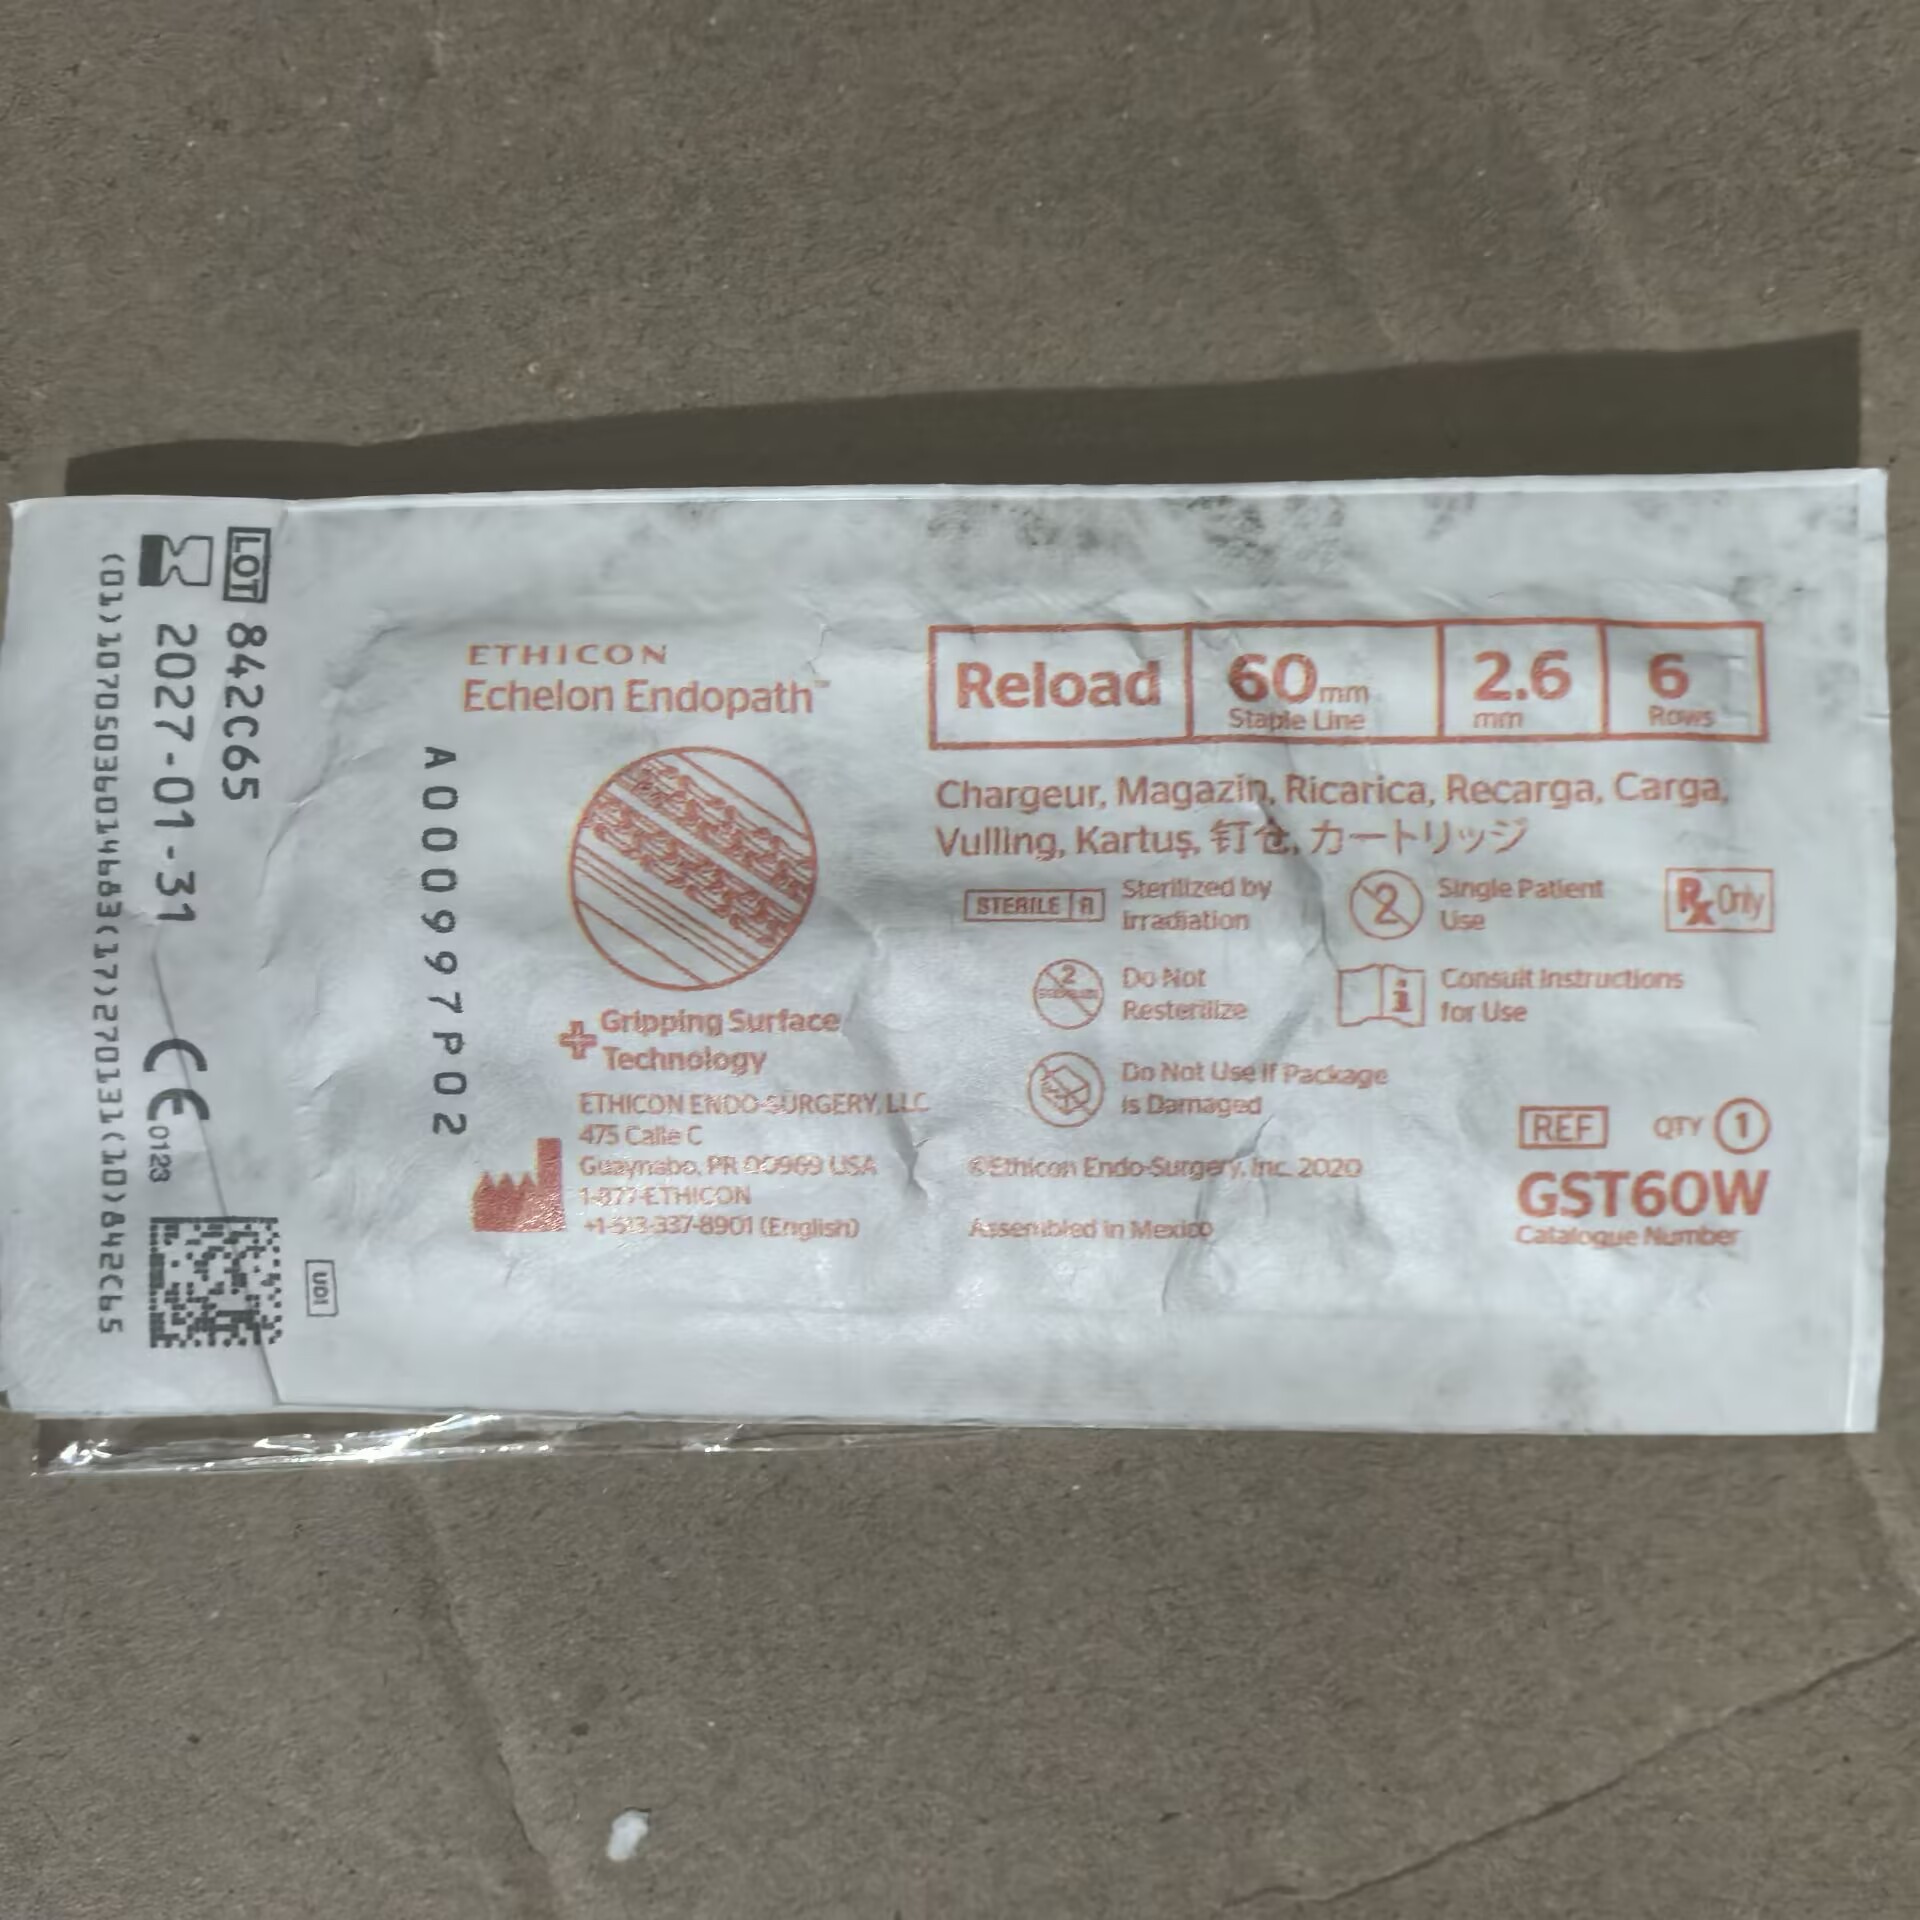 LOT 842C65
2027-01-31
(01)10705036014683(17)270131(10)842C65
CE 0123
UDI
A000997P02
ETHICON
Echelon Endopath™
Gripping Surface
Technology
ETHICON ENDO-SURGERY, LLC
475 Calle C
Guaynabo, PR 00969 USA
1-877-ETHICON
+1-513-337-8901 (English)
Reload
60mm
Staple Line
2.6
mm
6
Rows
Chargeur, Magazin, Ricarica, Recarga, Carga,
Vulling, Kartuş, 钉仓, カートリッジ
STERILE R
Sterilized by
Irradiation
2
Single Patient
Use
Rx Only
2
Do Not
Resterilize
i
Consult Instructions
for Use
Do Not Use If Package
is Damaged
©Ethicon Endo-Surgery, Inc. 2020
Assembled in Mexico
REF QTY 1
GST60W
Catalogue Number